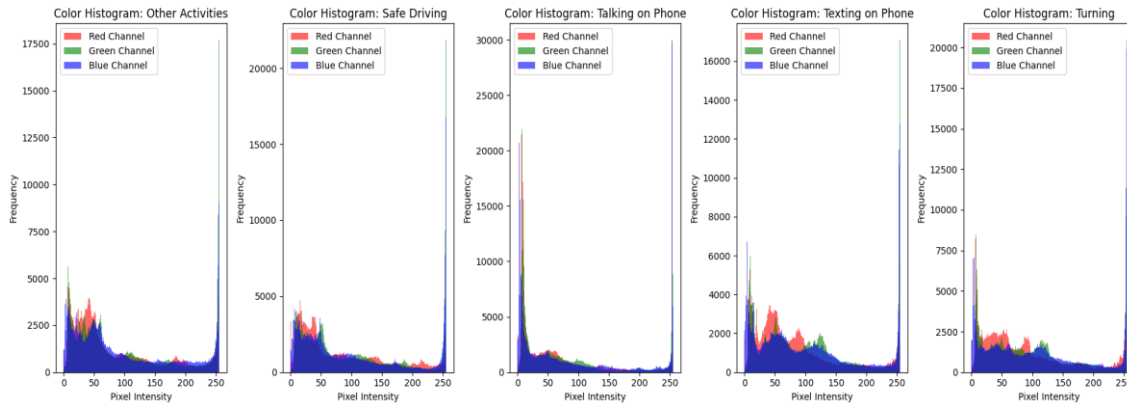 Color Histogram: Other Activities
Red Channel
Green Channel
Blue Channel
17500
15000
12500
10000
7500
5000
2500
0
Frequency
0 50 100 150 200 250
Pixel Intensity
Color Histogram: Safe Driving
Red Channel
Green Channel
Blue Channel
20000
15000
10000
5000
0
Frequency
0 50 100 150 200 250
Pixel Intensity
Color Histogram: Talking on Phone
Red Channel
Green Channel
Blue Channel
30000
25000
20000
15000
10000
5000
0
Frequency
0 50 100 150 200 250
Pixel Intensity
Color Histogram: Texting on Phone
Red Channel
Green Channel
Blue Channel
16000
14000
12000
10000
8000
6000
4000
2000
0
Frequency
0 50 100 150 200 250
Pixel Intensity
Color Histogram: Turning
Red Channel
Green Channel
Blue Channel
20000
17500
15000
12500
10000
7500
5000
2500
0
Frequency
0 50 100 150 200 250
Pixel Intensity